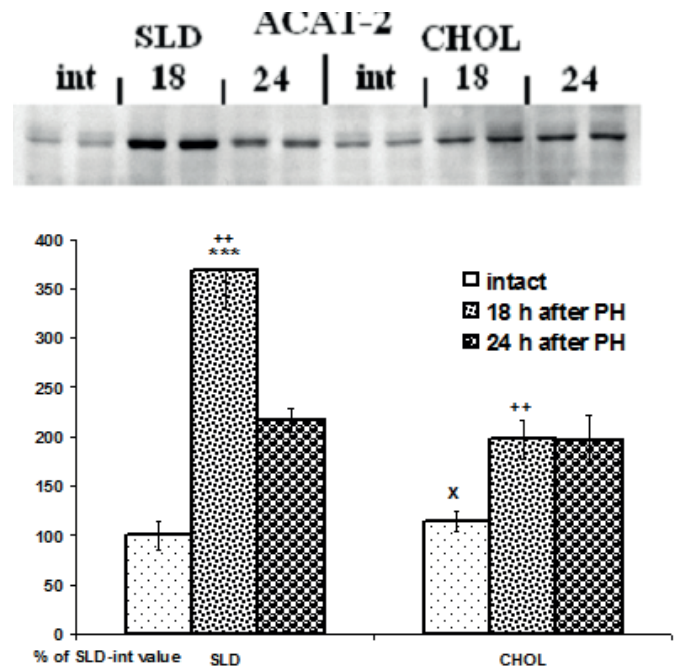 ACAT-2
SLD CHOL
int 18 24 int 18 24
400
350
300
250
200
150
100
50
0
++
***
++
x
intact
18 h after PH
24 h after PH
% of SLD-int value SLD CHOL